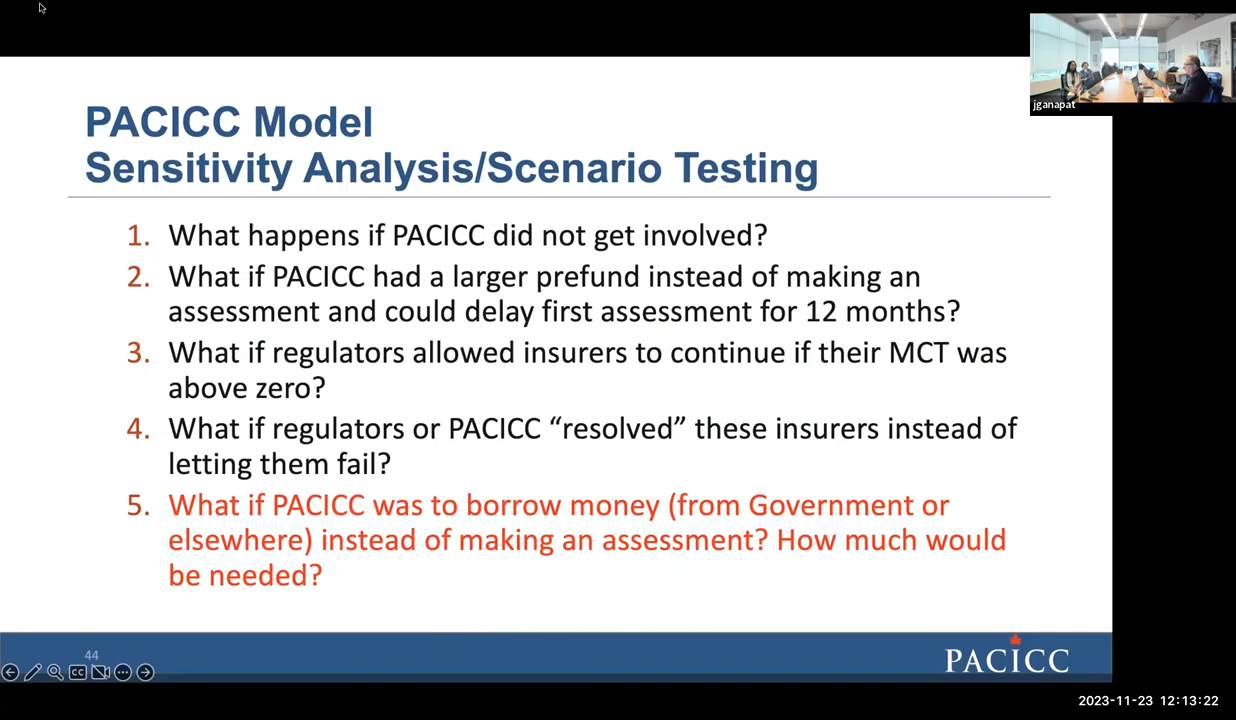 jganapat
PACICC Model
Sensitivity Analysis/Scenario Testing
1. What happens if PACICC did not get involved?
2. What if PACICC had a larger prefund instead of making an
assessment and could delay first assessment for 12 months?
3. What if regulators allowed insurers to continue if their MCT was
above zero?
4. What if regulators or PACICC “resolved” these insurers instead of
letting them fail?
5. What if PACICC was to borrow money (from Government or
elsewhere) instead of making an assessment? How much would
be needed?
44
CC
PACICC
2023-11-23 12:13:22